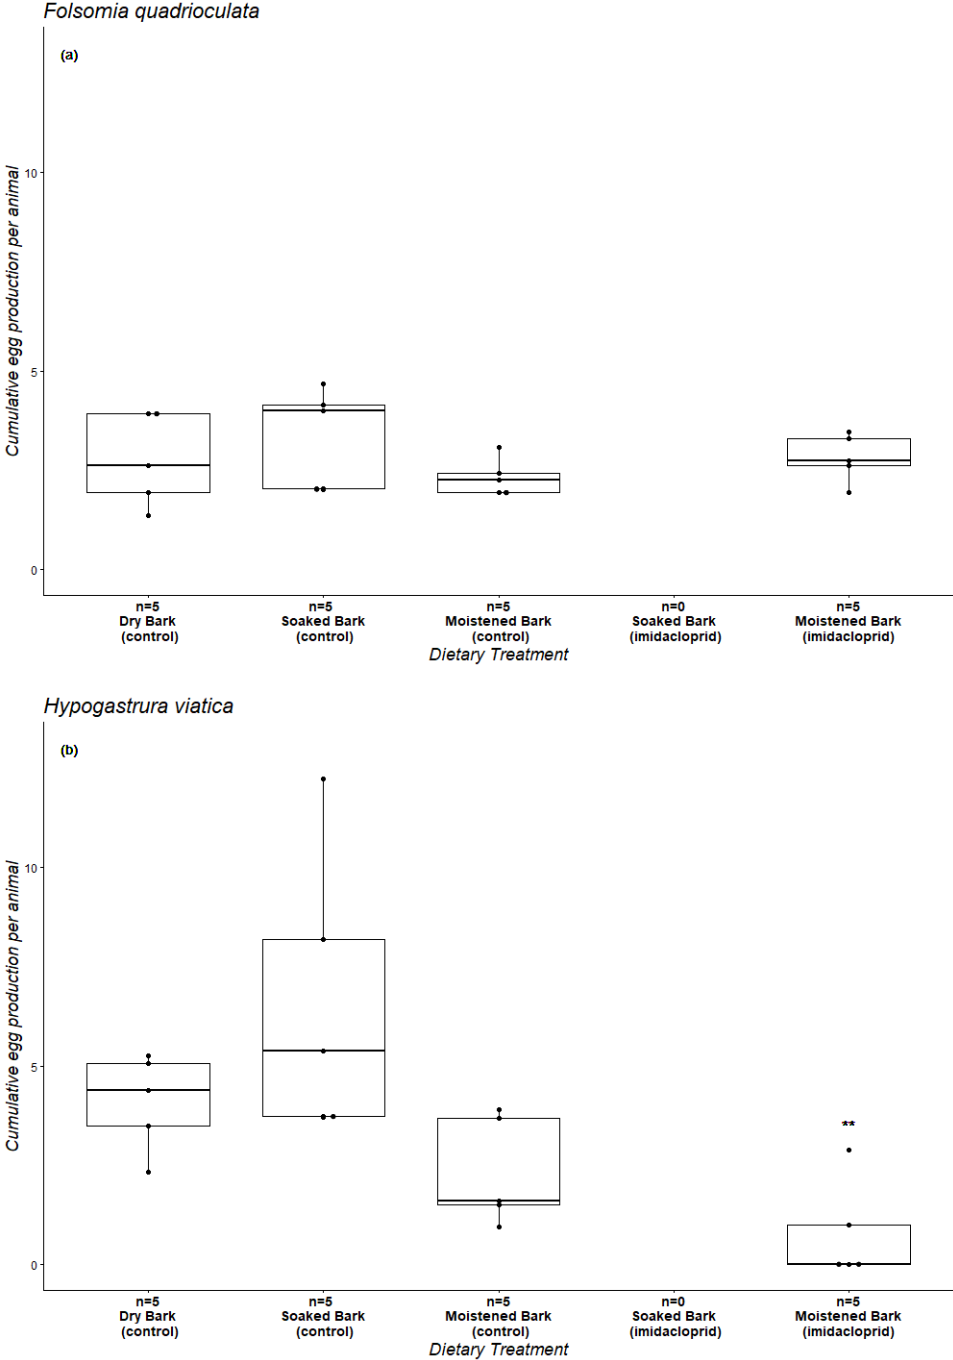 Folsomia quadrioculata
(a)
Cumulative egg production per animal
10
5
0
n=5 n=5 n=5 n=0 n=5
Dry Bark Soaked Bark Moistened Bark Soaked Bark Moistened Bark
(control) (control) (control) (imidacloprid) (imidacloprid)
Dietary Treatment
Hypogastrura viatica
(b)
Cumulative egg production per animal
10
5
**
0
n=5 n=5 n=5 n=0 n=5
Dry Bark Soaked Bark Moistened Bark Soaked Bark Moistened Bark
(control) (control) (control) (imidacloprid) (imidacloprid)
Dietary Treatment